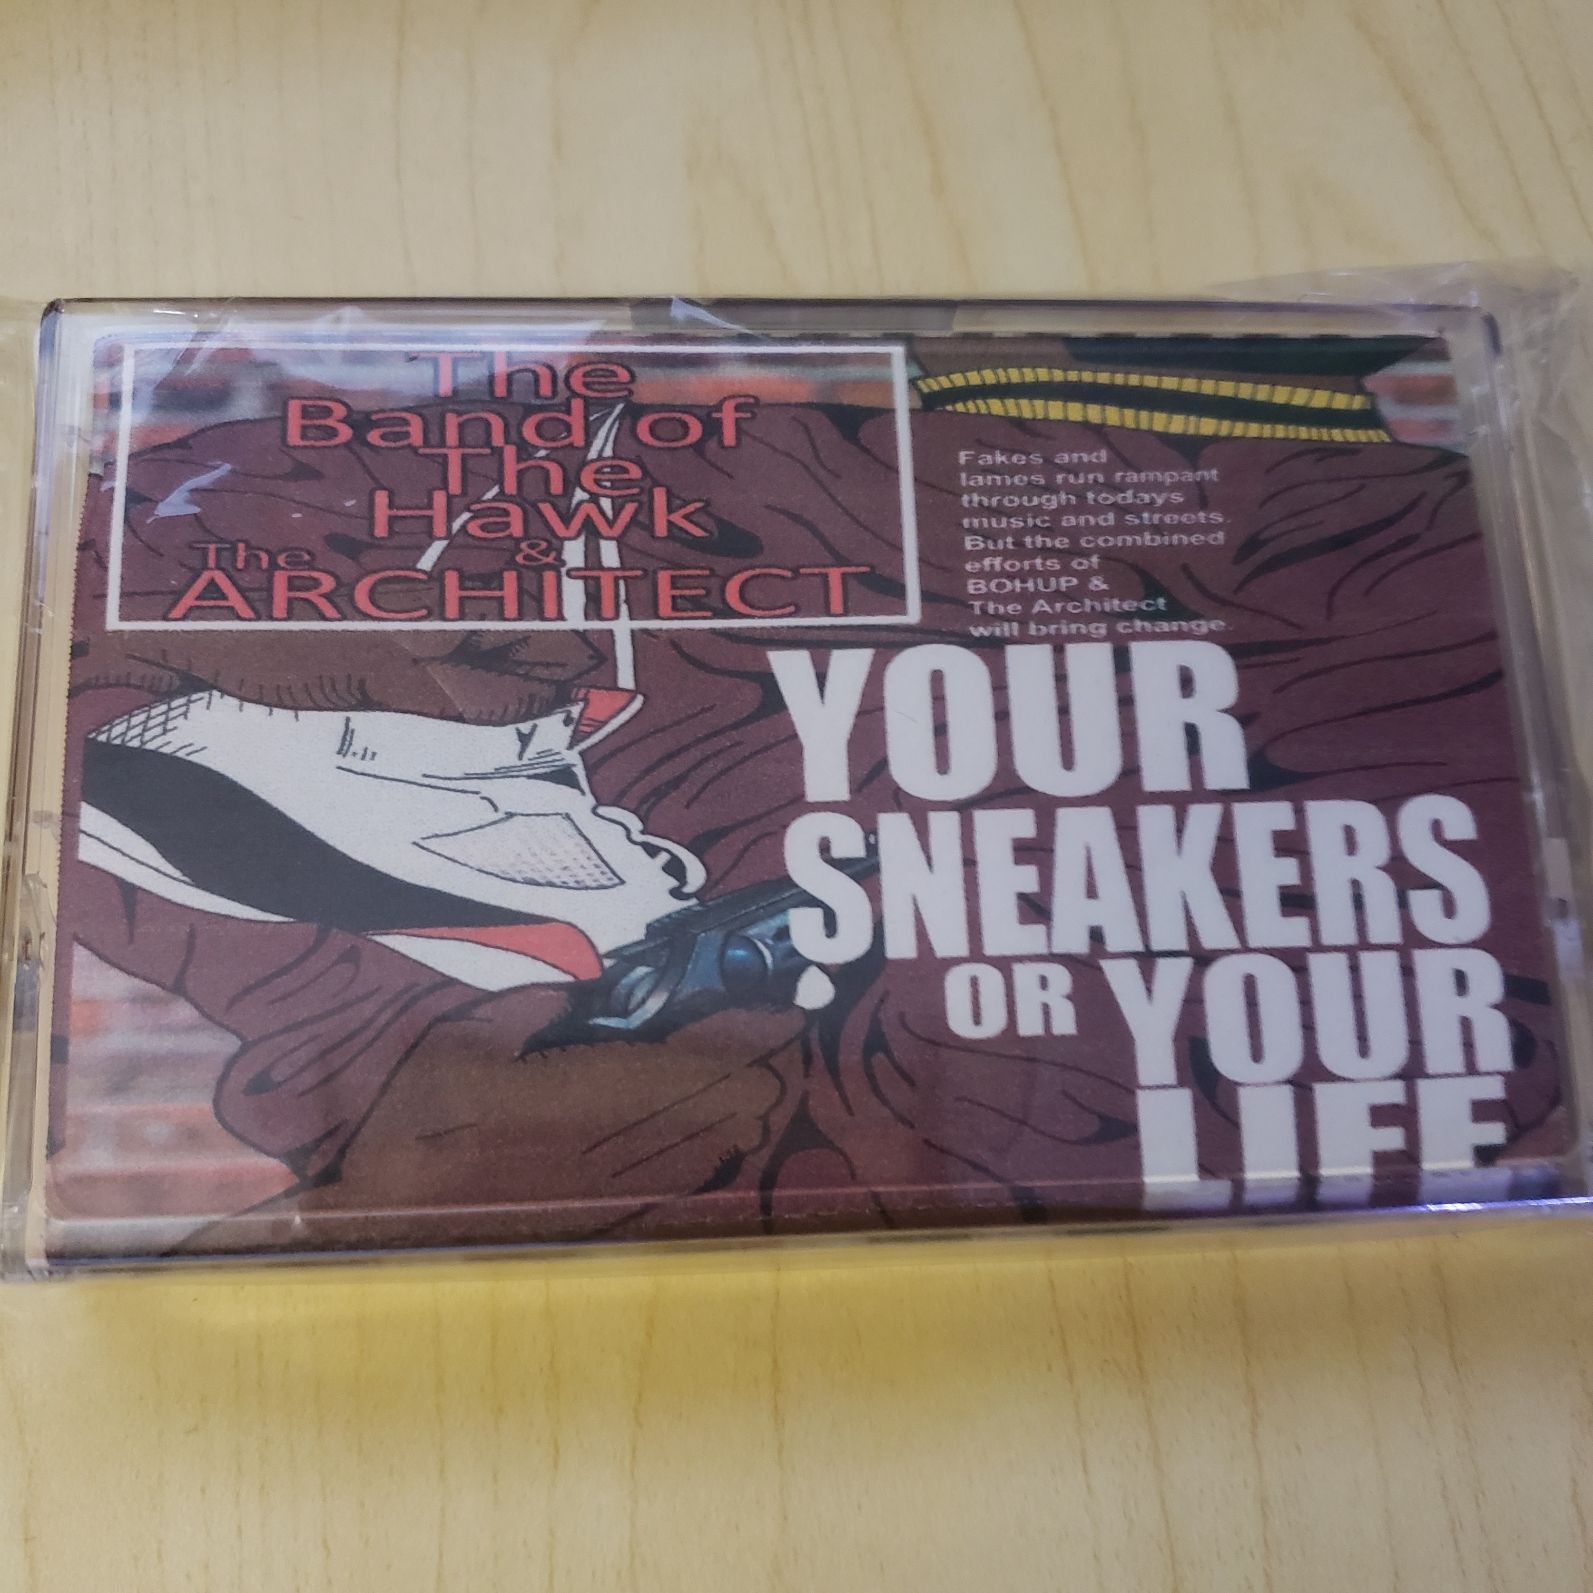 The
Band of
The
Hawk
&
The
ARCHITECT
Fakes and
lames run rampant
through todays
music and streets.
But the combined
efforts of
BOHUP &
The Architect
will bring change.
YOUR
SNEAKERS
OR YOUR
LIFE